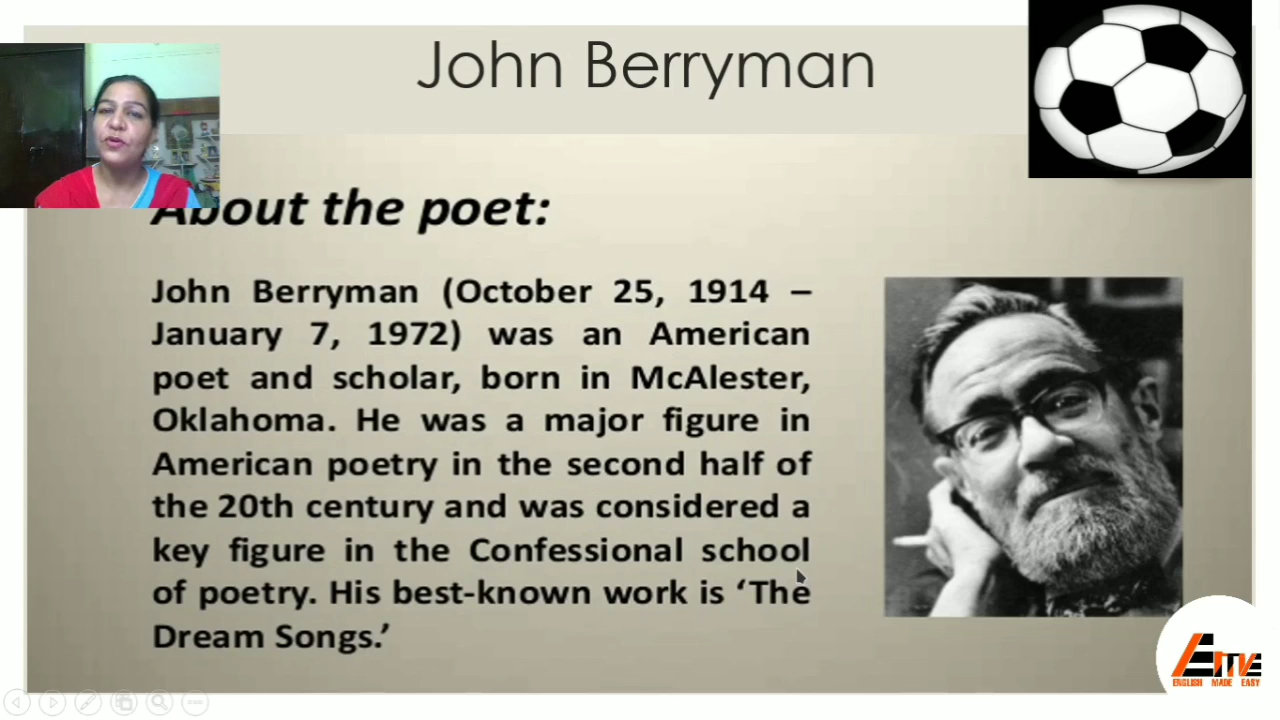 John Berryman
About the poet:
John Berryman (October 25, 1914 –
January 7, 1972) was an American
poet and scholar, born in McAlester,
Oklahoma. He was a major figure in
American poetry in the second half of
the 20th century and was considered a
key figure in the Confessional school
of poetry. His best-known work is ‘The
Dream Songs.’
EME
ENGLISH MADE EASY